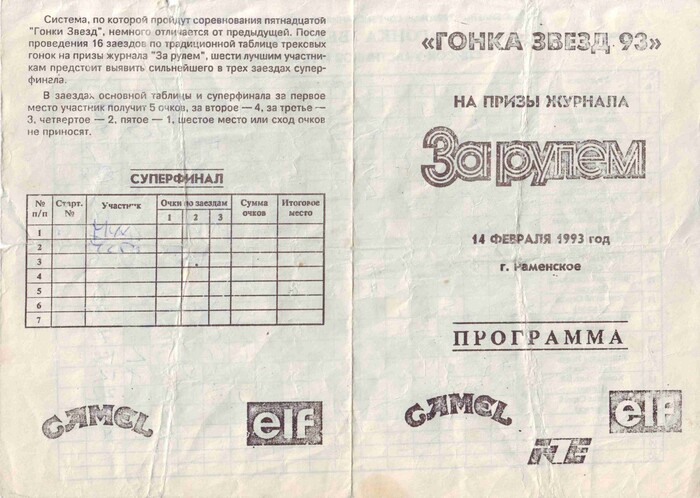 Система, по которой пройдут соревнования пятнадцатой
"Гонки Звезд", немного отличается от предыдущей. После
проведения 16 заездов по традиционной таблице трековых
гонок на призы журнала "За рулем", шести лучшим участни-
кам предстоит выявить сильнейшего в трех заездах супер-
фингла.
В заездах основной таблицы и суперфинала за первое
место участник получит 5 очков, за второе — 4, за третье —
3, четвертое — 2, пятое — 1, шестое место или сход очков
не приносят.
СУПЕРФИНАЛ
№ п/п Старт. № Участник Очки по заездам Сумма очков Итоговое место
1 2 3
1
2
3
4
5
6
7
CAMEL
elf
«ГОНКА ЗВЕЗД 93»
НА ПРИЗЫ ЖУРНАЛА
За рулем
14 ФЕВРАЛЯ 1993 год
г. Раменское
ПРОГРАММА
CAMEL
elf